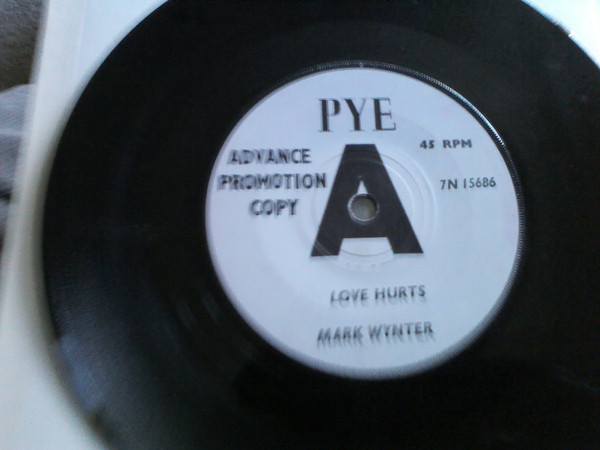 PYE
45 RPM
ADVANCE
PROMOTION
COPY
A
7N 15686
LOVE HURTS
MARK WYNTER